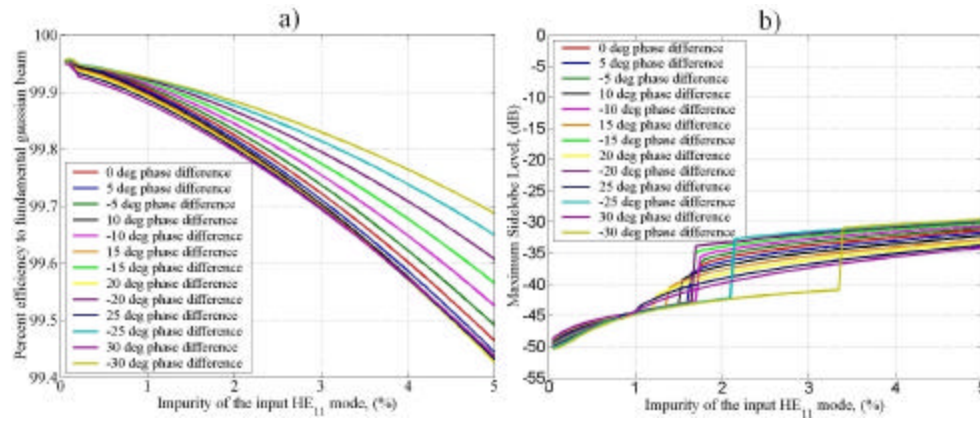 a)
Percent efficiency to fundamental gaussian beam
100
99.9
99.8
99.7
99.6
99.5
99.4
0 deg phase difference
5 deg phase difference
-5 deg phase difference
10 deg phase difference
-10 deg phase difference
15 deg phase difference
-15 deg phase difference
20 deg phase difference
-20 deg phase difference
25 deg phase difference
-25 deg phase difference
30 deg phase difference
-30 deg phase difference
0 1 2 3 4 5
Impurity of the input HE11 mode, (%)
b)
Maximum Sidelobe Level, (dB)
0
-5
-10
-15
-20
-25
-30
-35
-40
-45
-50
-55
0 deg phase difference
5 deg phase difference
-5 deg phase difference
10 deg phase difference
-10 deg phase difference
15 deg phase difference
-15 deg phase difference
20 deg phase difference
-20 deg phase difference
25 deg phase difference
-25 deg phase difference
30 deg phase difference
-30 deg phase difference
0 1 2 3 4 5
Impurity of the input HE11 mode, (%)